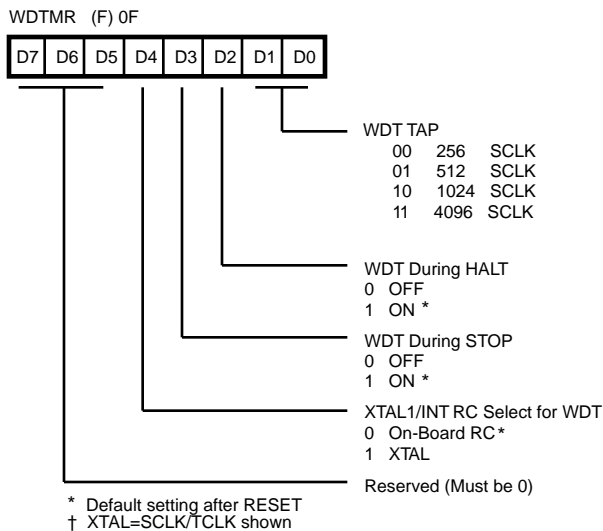 WDTMR (F) 0F
D7 D6 D5 D4 D3 D2 D1 D0
WDT TAP
00 256 SCLK
01 512 SCLK
10 1024 SCLK
11 4096 SCLK
WDT During HALT
0 OFF
1 ON *
WDT During STOP
0 OFF
1 ON *
XTAL1/INT RC Select for WDT
0 On-Board RC *
1 XTAL
Reserved (Must be 0)
* Default setting after RESET
† XTAL=SCLK/TCLK shown